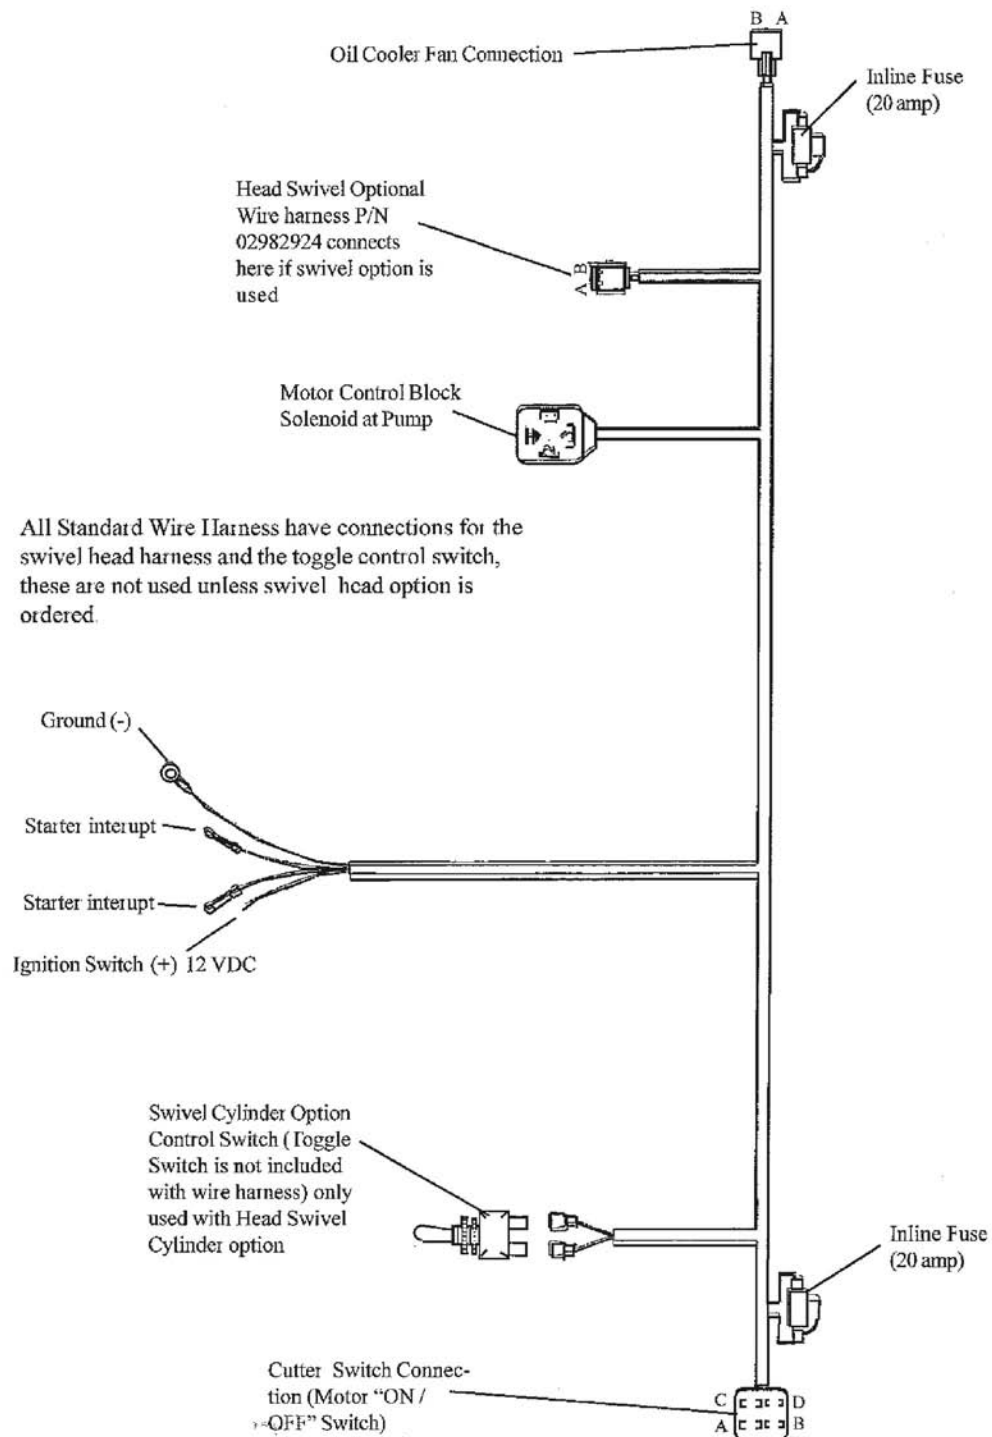 B A
Oil Cooler Fan Connection
Inline Fuse
(20 amp)
Head Swivel Optional
Wire harness P/N
02982924 connects
here if swivel option is
used
B
A
Motor Control Block
Solenoid at Pump
All Standard Wire Harness have connections for the
swivel head harness and the toggle control switch,
these are not used unless swivel head option is
ordered.
Ground (-)
Starter interupt
Starter interupt
Ignition Switch (+) 12 VDC
Swivel Cylinder Option
Control Switch (Toggle
Switch is not included
with wire harness) only
used with Head Swivel
Cylinder option
Inline Fuse
(20 amp)
Cutter Switch Connec-
tion (Motor "ON /
OFF" Switch)
C D
A B